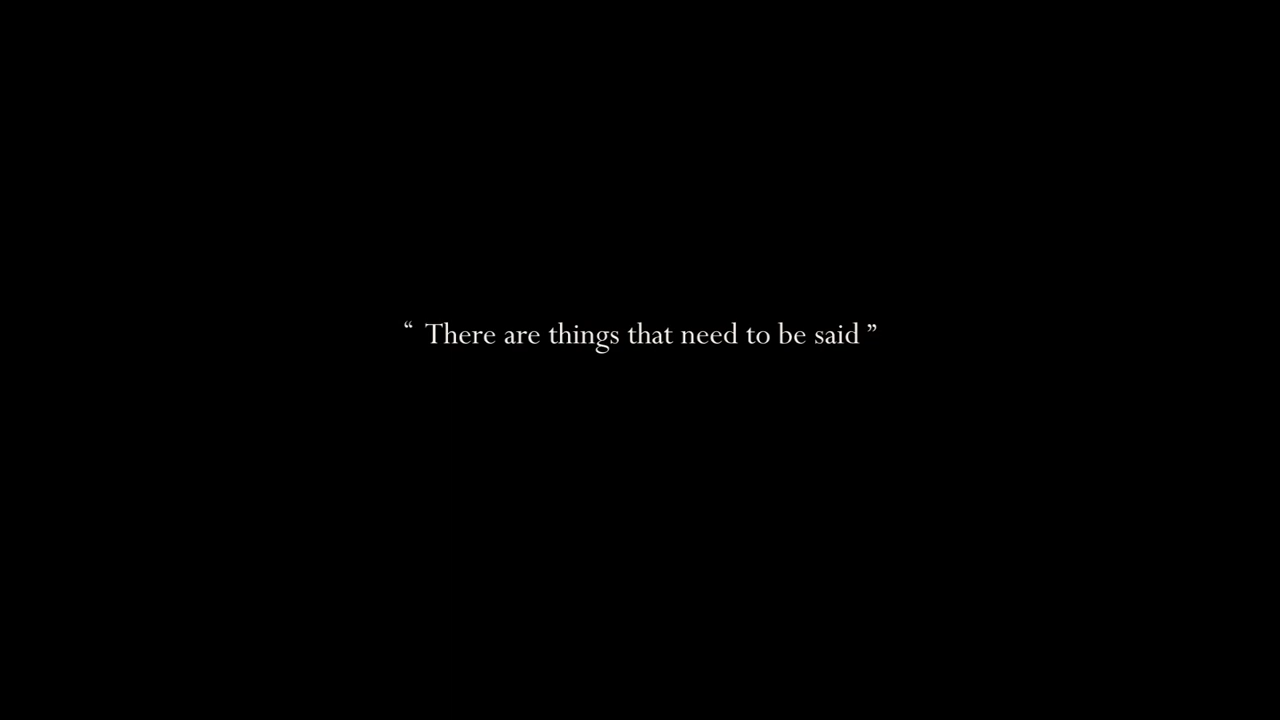 “ There are things that need to be said ”